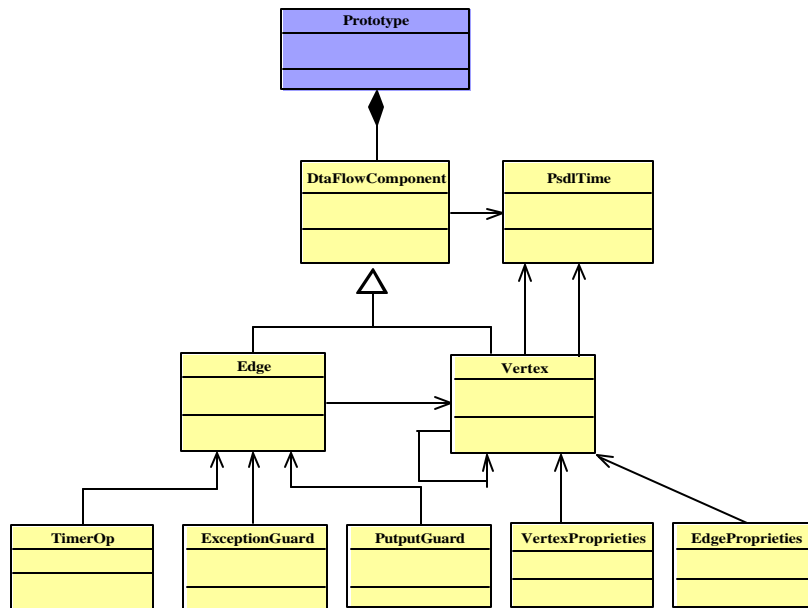 Prototype
DtaFlowComponent
PsdlTime
Edge
Vertex
TimerOp
ExceptionGuard
PutputGuard
VertexProprieties
EdgeProprieties